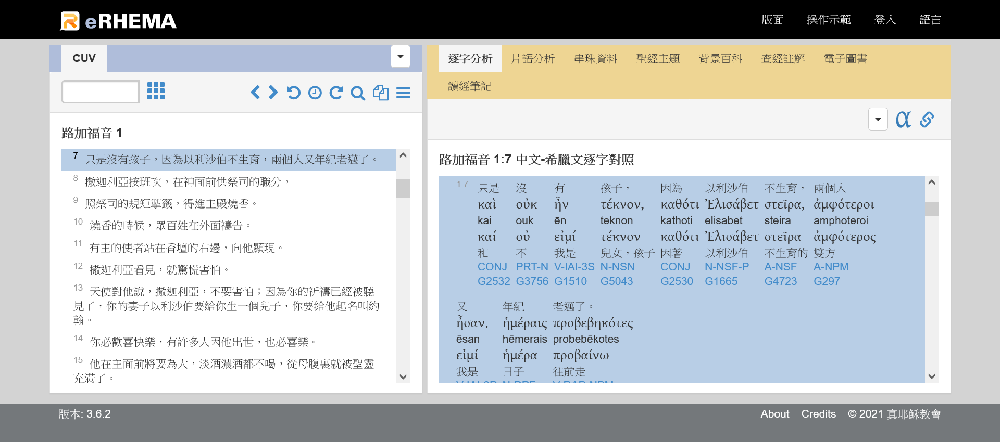 eRHEMA
版面 操作示範 登入 語言
CUV
路加福音 1
7 只是沒有孩子，因為以利沙伯不生育，兩個人又年紀老邁了。
8 撒迦利亞按班次，在神面前供祭司的職分，
9 照祭司的規矩掣籤，得進主殿燒香。
10 燒香的時候，眾百姓在外面禱告。
11 有主的使者站在香壇的右邊，向他顯現。
12 撒迦利亞看見，就驚慌害怕。
13 天使對他說，撒迦利亞，不要害怕；因為你的祈禱已經被聽
見了，你的妻子以利沙伯要給你生一個兒子，你要給他起名叫約
翰。
14 你必歡喜快樂，有許多人因他出世，也必喜樂。
15 他在主面前將要為大，淡酒濃酒都不喝，從母腹裏就被聖靈
充滿了。
逐字分析 片語分析 串珠資料 聖經主題 背景百科 查經註解 電子圖書
讀經筆記
α
路加福音 1:7 中文-希臘文逐字對照
1:7 只是 沒 有 孩子， 因為 以利沙伯 不生育， 兩個人
καὶ οὐκ ἦν τέκνον, καθότι Ἐλισάβετ στεῖρα, ἀμφότεροι
kai ouk ēn teknon kathoti elisabet steira amphoteroi
καί οὐ εἰμί τέκνον καθότι Ἐλισάβετ στεῖρα ἀμφότερος
和 不 我是 兒女，孩子 因著 以利沙伯 不生育的 雙方
CONJ PRT-N V-IAI-3S N-NSN CONJ N-NSF-P A-NSF A-NPM
G2532 G3756 G1510 G5043 G2530 G1665 G4723 G297
又 年紀 老邁了。
ἦσαν. ἡμέραις προβεβηκότες
ēsan hēmerais probebēkotes
εἰμί ἡμέρα προβαίνω
我是 日子 往前走
版本: 3.6.2
About Credits © 2021 真耶穌教會